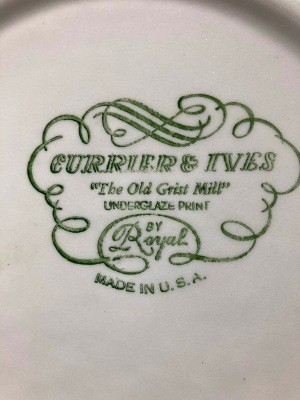 CURRIER & IVES
"The Old Grist Mill"
UNDERGLAZE PRINT
BY
Royal
MADE IN U.S.A.